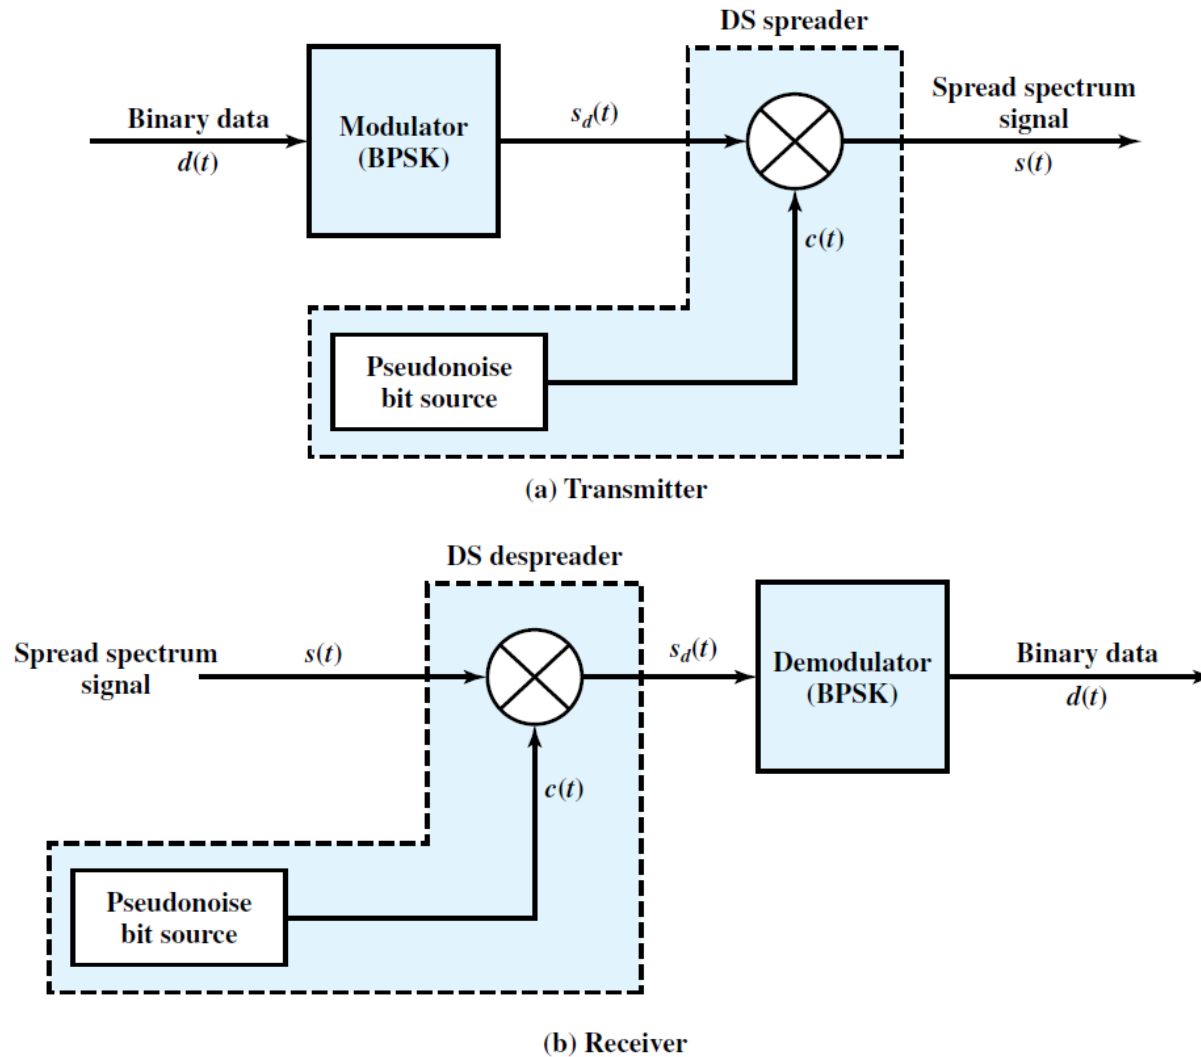 DS spreader
Binary data
d(t)
Modulator
(BPSK)
s_d(t)
Spread spectrum
signal
s(t)
c(t)
Pseudonoise
bit source
(a) Transmitter
DS despreader
Spread spectrum
signal
s(t)
s_d(t)
Demodulator
(BPSK)
Binary data
d(t)
c(t)
Pseudonoise
bit source
(b) Receiver